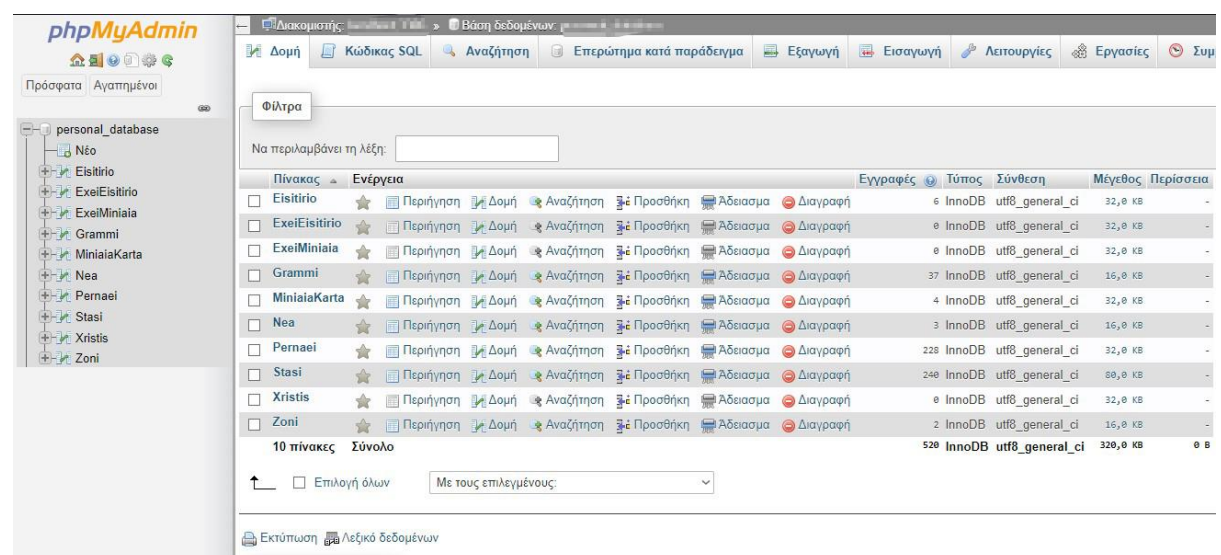 phpMyAdmin
Πρόσφατα Αγαπημένοι
personal_database
Νέο
Eisitirio
ExeiEisitirio
ExeiMiniaia
Grammi
MiniaiaKarta
Nea
Pernaei
Stasi
Xristis
Zoni
Διακομιστής: » Βάση δεδομένων:
Δομή Κώδικας SQL Αναζήτηση Επερώτημα κατά παράδειγμα Εξαγωγή Εισαγωγή Λειτουργίες Εργασίες Συμ
Φίλτρα
Να περιλαμβάνει τη λέξη:
Πίνακας Ενέργεια Εγγραφές Τύπος Σύνθεση Μέγεθος Περίσσεια
Eisitirio Περιήγηση Δομή Αναζήτηση Προσθήκη Άδειασμα Διαγραφή 6 InnoDB utf8_general_ci 32,0 KB -
ExeiEisitirio Περιήγηση Δομή Αναζήτηση Προσθήκη Άδειασμα Διαγραφή 0 InnoDB utf8_general_ci 32,0 KB -
ExeiMiniaia Περιήγηση Δομή Αναζήτηση Προσθήκη Άδειασμα Διαγραφή 0 InnoDB utf8_general_ci 32,0 KB -
Grammi Περιήγηση Δομή Αναζήτηση Προσθήκη Άδειασμα Διαγραφή 37 InnoDB utf8_general_ci 16,0 KB -
MiniaiaKarta Περιήγηση Δομή Αναζήτηση Προσθήκη Άδειασμα Διαγραφή 4 InnoDB utf8_general_ci 32,0 KB -
Nea Περιήγηση Δομή Αναζήτηση Προσθήκη Άδειασμα Διαγραφή 3 InnoDB utf8_general_ci 16,0 KB -
Pernaei Περιήγηση Δομή Αναζήτηση Προσθήκη Άδειασμα Διαγραφή 228 InnoDB utf8_general_ci 32,0 KB -
Stasi Περιήγηση Δομή Αναζήτηση Προσθήκη Άδειασμα Διαγραφή 240 InnoDB utf8_general_ci 80,0 KB -
Xristis Περιήγηση Δομή Αναζήτηση Προσθήκη Άδειασμα Διαγραφή 0 InnoDB utf8_general_ci 32,0 KB -
Zoni Περιήγηση Δομή Αναζήτηση Προσθήκη Άδειασμα Διαγραφή 2 InnoDB utf8_general_ci 16,0 KB -
10 πίνακες Σύνολο 520 InnoDB utf8_general_ci 320,0 KB 0 B
Επιλογή όλων Με τους επιλεγμένους:
Εκτύπωση Λεξικό δεδομένων